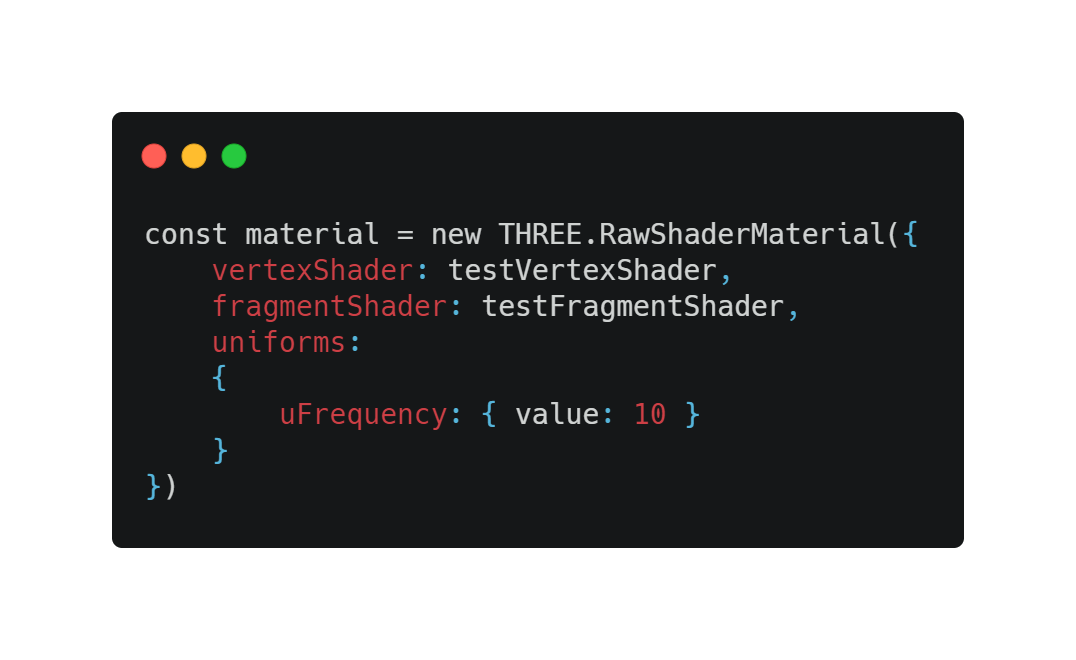 const material = new THREE.RawShaderMaterial({
    vertexShader: testVertexShader,
    fragmentShader: testFragmentShader,
    uniforms:
    {
        uFrequency: { value: 10 }
    }
})